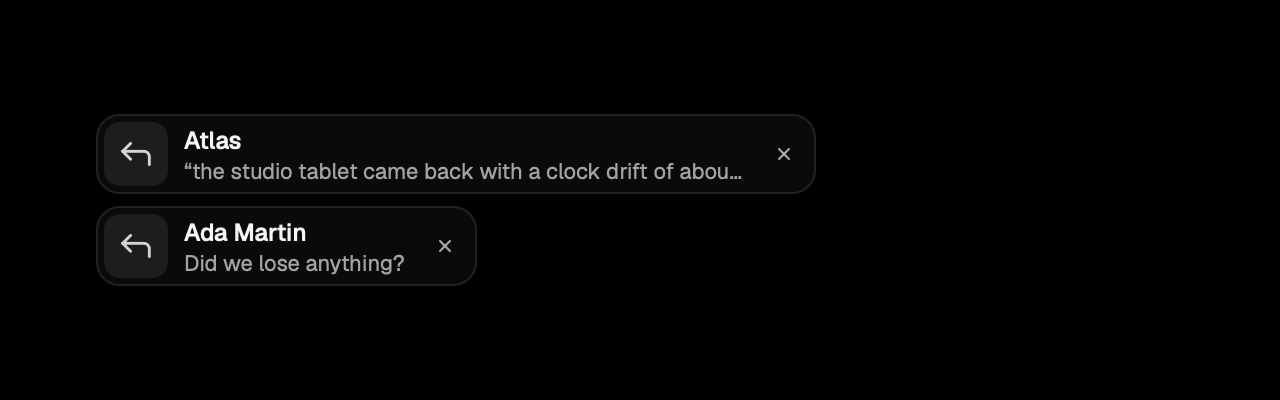 Atlas
“the studio tablet came back with a clock drift of abou…
Ada Martin
Did we lose anything?